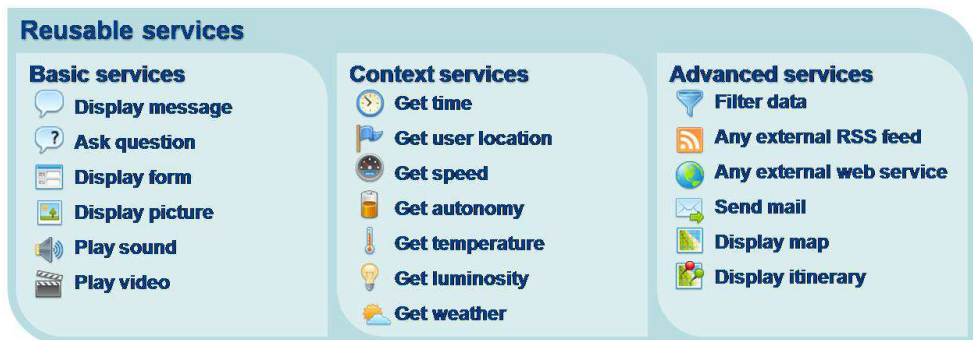 Reusable services
Basic services
Display message
? Ask question
Display form
Display picture
Play sound
Play video
Context services
Get time
Get user location
Get speed
Get autonomy
Get temperature
Get luminosity
Get weather
Advanced services
Filter data
Any external RSS feed
Any external web service
Send mail
Display map
Display itinerary